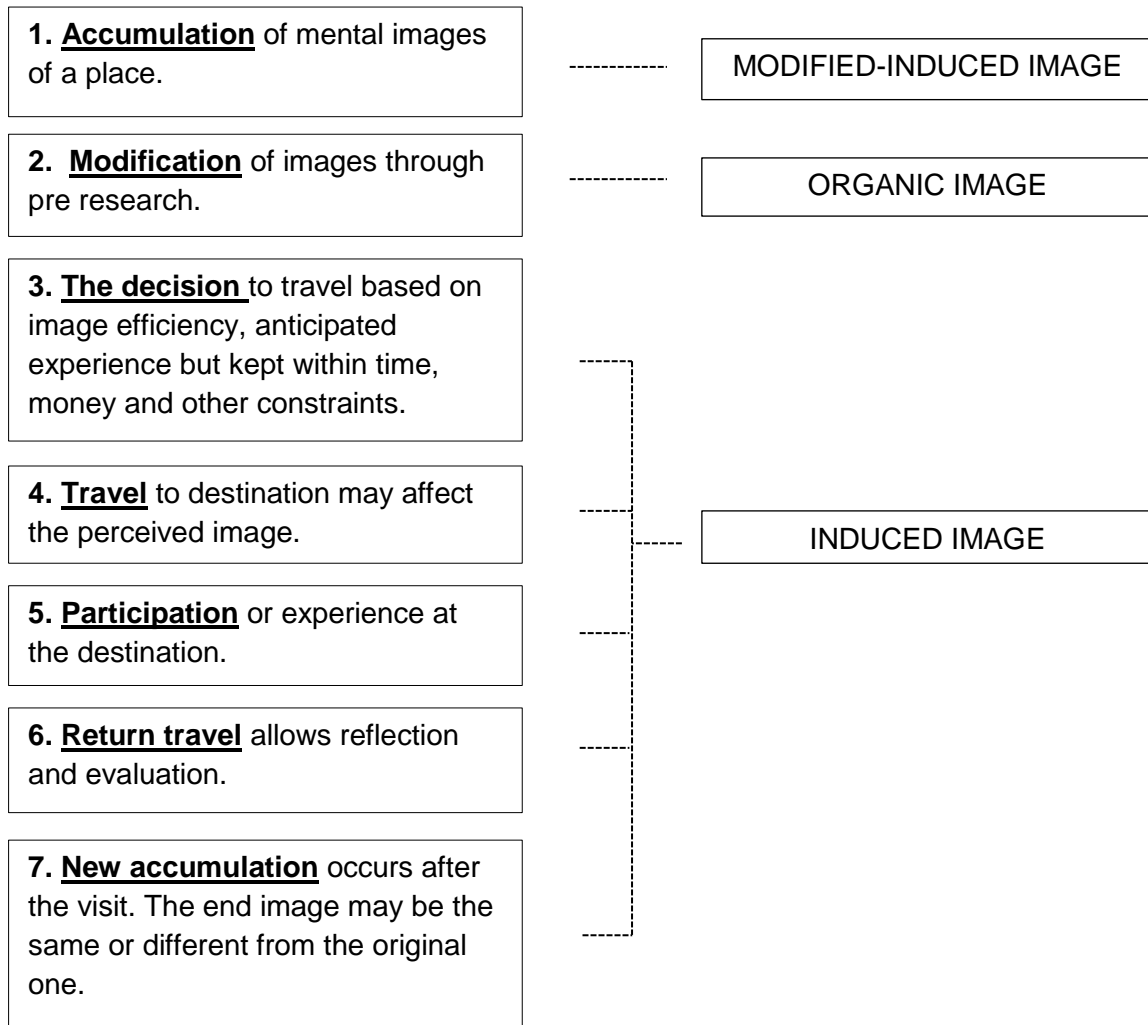 1. Accumulation of mental images
of a place.
MODIFIED-INDUCED IMAGE
2. Modification of images through
pre research.
ORGANIC IMAGE
3. The decision to travel based on
image efficiency, anticipated
experience but kept within time,
money and other constraints.
4. Travel to destination may affect
the perceived image.
INDUCED IMAGE
5. Participation or experience at
the destination.
6. Return travel allows reflection
and evaluation.
7. New accumulation occurs after
the visit. The end image may be the
same or different from the original
one.